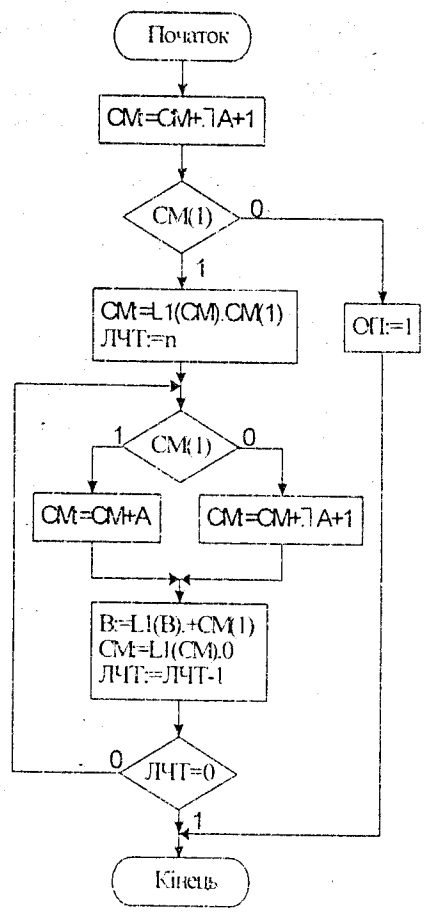 Початок
СМ:=СМ+⅂А+1
СМ(1)
0
1
СМ:=L1(СМ).СМ(1)
ЛЧТ:=n
ОП:=1
1
СМ(1)
0
СМ:=СМ+А
СМ:=СМ+⅂А+1
В:=L1(В).+СМ(1)
СМ:=L1(СМ).0
ЛЧТ:=ЛЧТ-1
0
ЛЧТ=0
1
Кінець